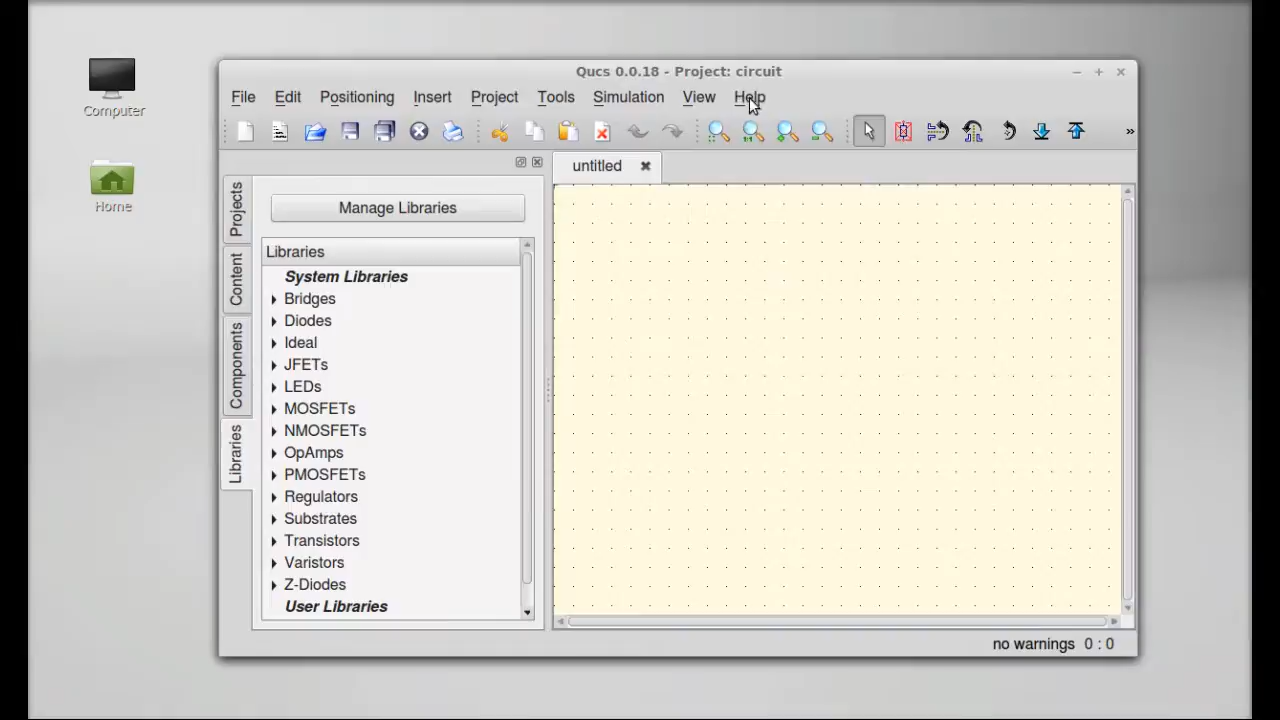 Computer
Home
Qucs 0.0.18 - Project: circuit
File Edit Positioning Insert Project Tools Simulation View Help
»
untitled
Projects
Content
Components
Libraries
Manage Libraries
Libraries
System Libraries
Bridges
Diodes
Ideal
JFETs
LEDs
MOSFETs
NMOSFETs
OpAmps
PMOSFETs
Regulators
Substrates
Transistors
Varistors
Z-Diodes
User Libraries
no warnings 0 : 0